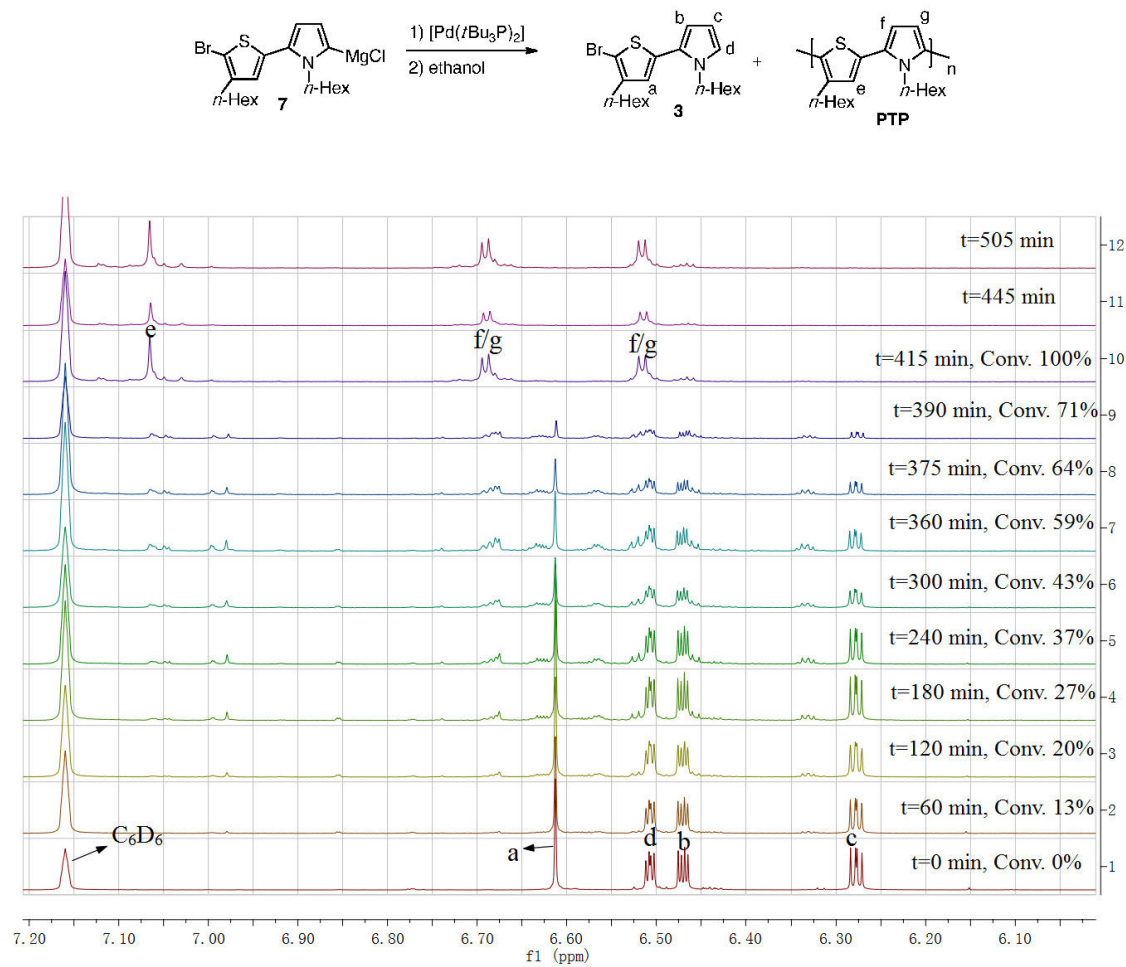 1) [Pd(tBu3P)2]
2) ethanol
Br
S
N
MgCl
n-Hex
n-Hex
7
Br
S
N
a
b
c
d
n-Hex
n-Hex
3
+
S
N
e
f
g
n
n-Hex
n-Hex
PTP
t=505 min
12
t=445 min
11
e
f/g
f/g
t=415 min, Conv. 100%
10
t=390 min, Conv. 71%
9
t=375 min, Conv. 64%
8
t=360 min, Conv. 59%
7
t=300 min, Conv. 43%
6
t=240 min, Conv. 37%
5
t=180 min, Conv. 27%
4
t=120 min, Conv. 20%
3
t=60 min, Conv. 13%
2
C6D6
a
d
b
c
t=0 min, Conv. 0%
1
7.20 7.10 7.00 6.90 6.80 6.70 6.60 6.50 6.40 6.30 6.20 6.10
f1 (ppm)